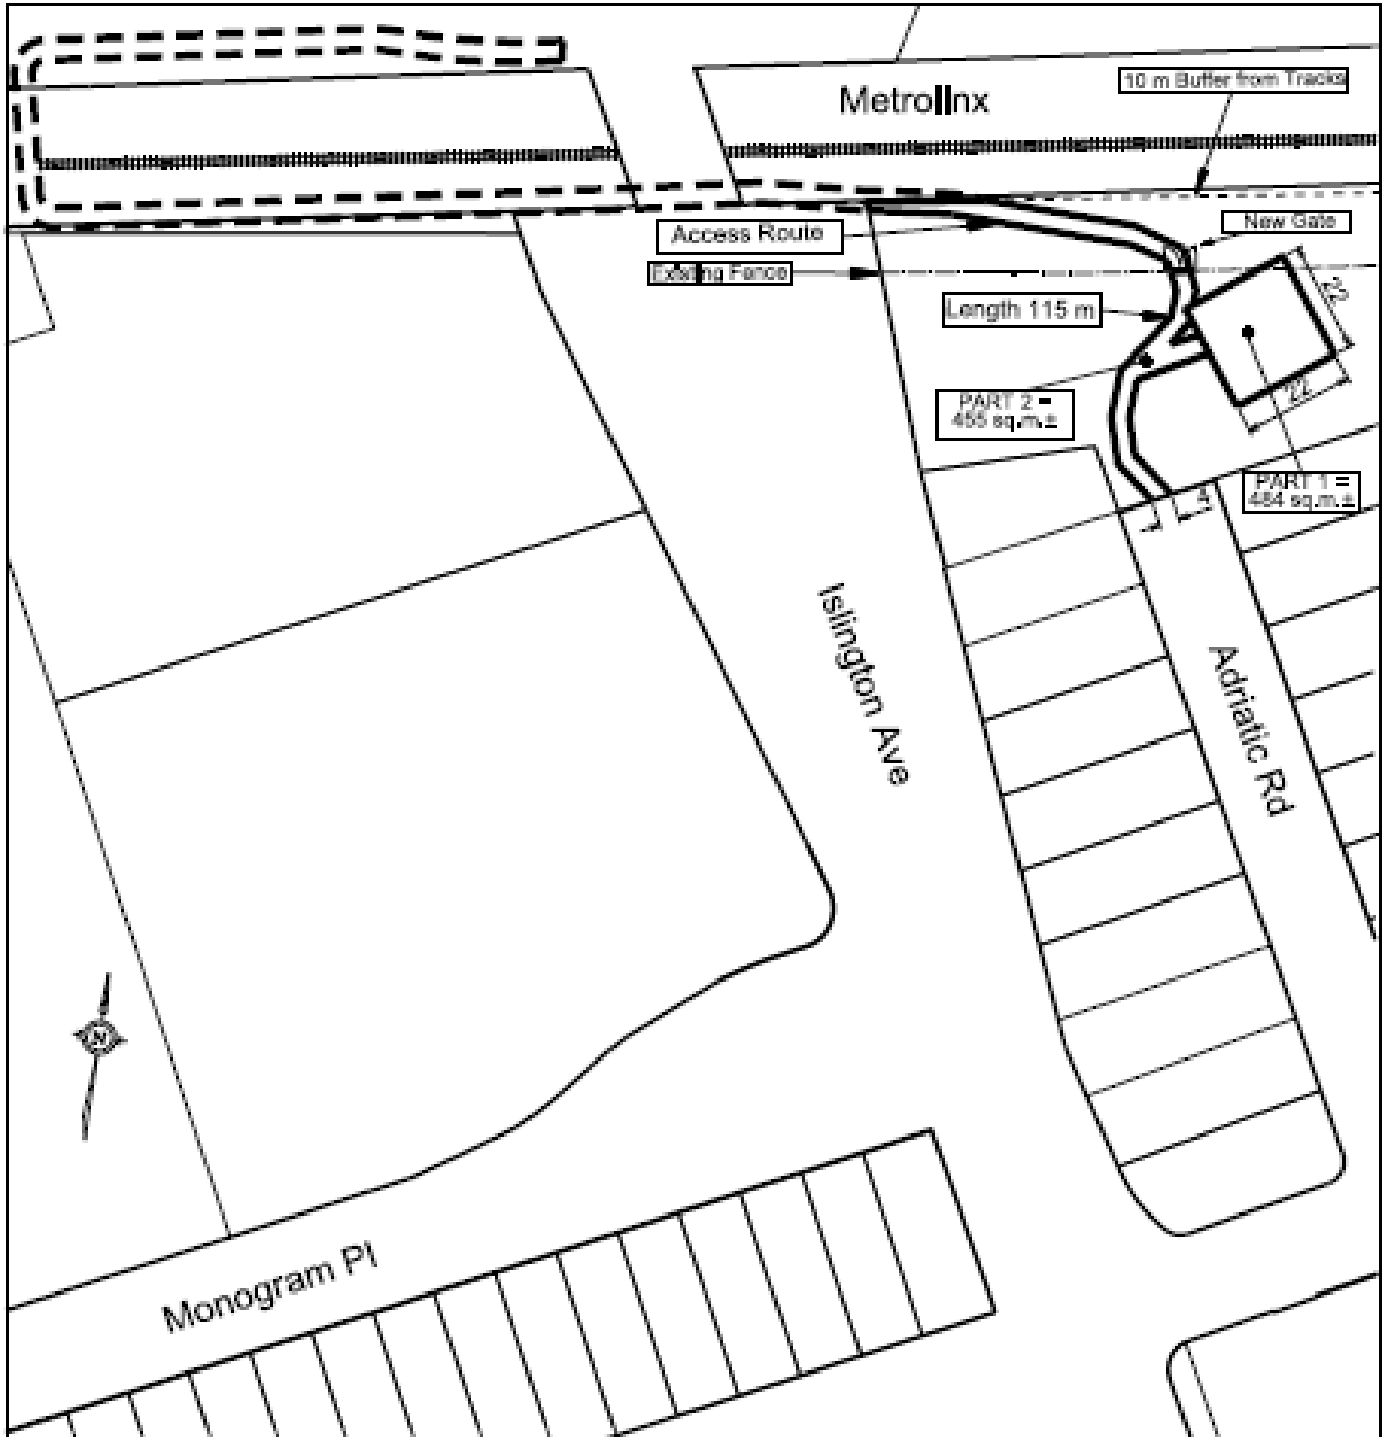 Metrolinx
10 m Buffer from Tracks
New Gate
Access Route
Existing Fence
22
Length 115 m
22
PART 2 =
455 sq.m.±
PART 1 =
484 sq.m.±
4
Islington Ave
Adriatic Rd
N
Monogram Pl